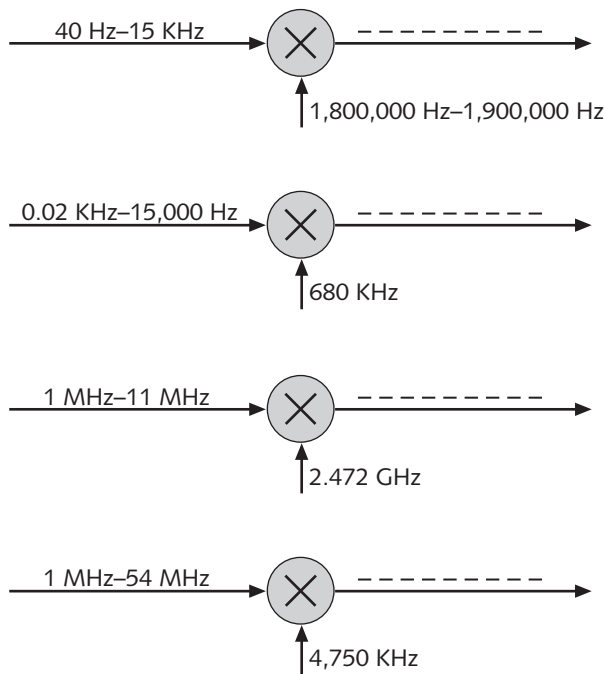 40 Hz–15 KHz
1,800,000 Hz–1,900,000 Hz
0.02 KHz–15,000 Hz
680 KHz
1 MHz–11 MHz
2.472 GHz
1 MHz–54 MHz
4,750 KHz